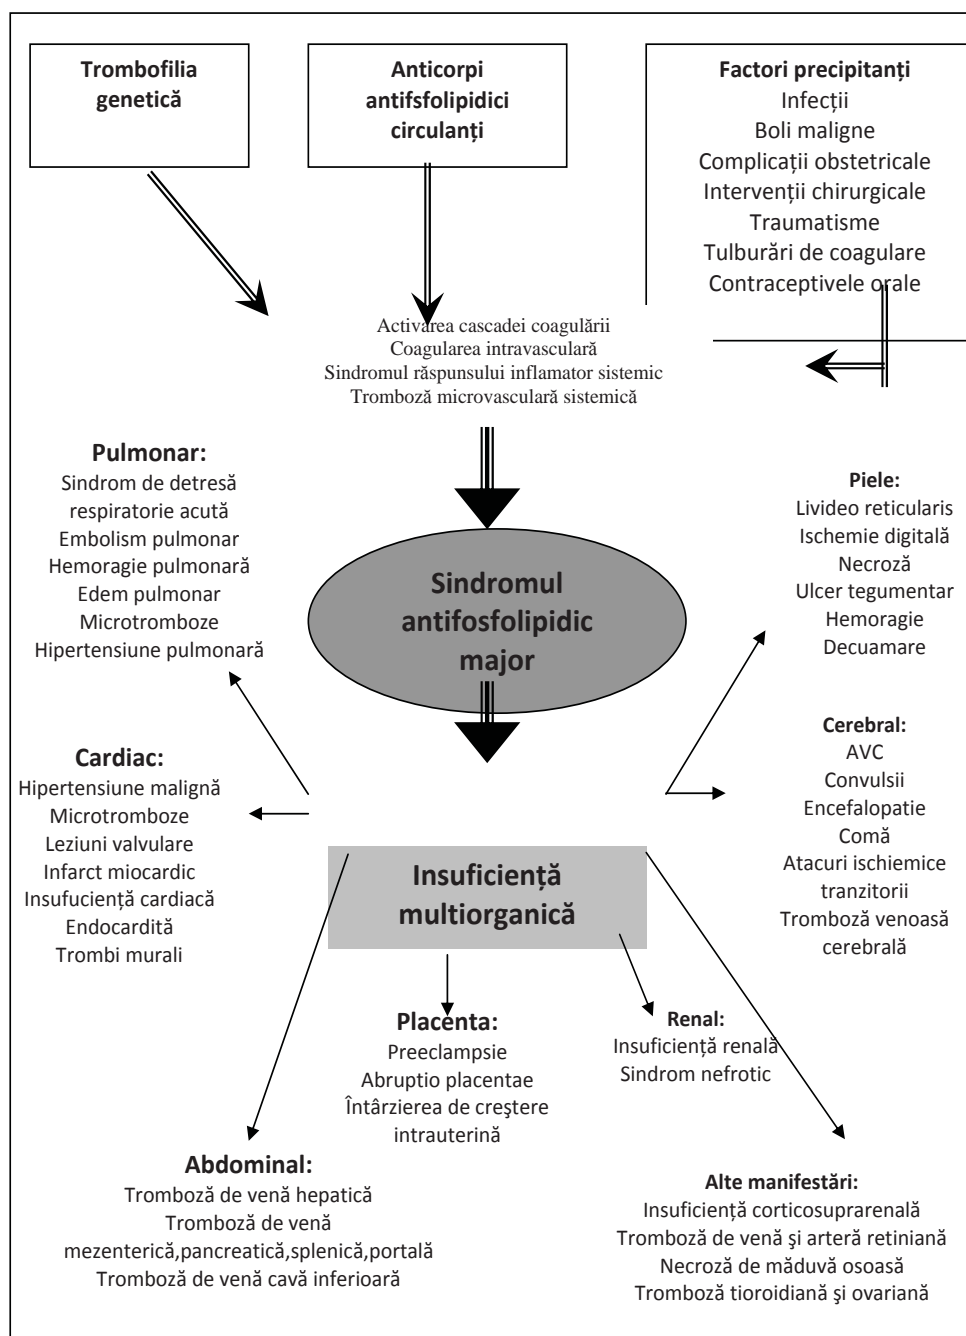 Trombofilia
genetică
Anticorpi
antifsfolipidici
circulanți
Factori precipitanți
Infecții
Boli maligne
Complicații obstetricale
Intervenții chirurgicale
Traumatisme
Tulburări de coagulare
Contraceptivele orale
Activarea cascadei coagulării
Coagularea intravasculară
Sindromul răspunsului inflamator sistemic
Tromboză microvasculară sistemică
Pulmonar:
Sindrom de detresă
respiratorie acută
Embolism pulmonar
Hemoragie pulmonară
Edem pulmonar
Microtromboze
Hipertensiune pulmonară
Sindromul
antifosfolipidic
major
Piele:
Livideo reticularis
Ischemie digitală
Necroză
Ulcer tegumentar
Hemoragie
Decuamare
Cardiac:
Hipertensiune malignă
Microtromboze
Leziuni valvulare
Infarct miocardic
Insufuciență cardiacă
Endocardită
Trombi murali
Cerebral:
AVC
Convulsii
Encefalopatie
Comă
Atacuri ischemice
tranzitorii
Tromboză venoasă
cerebrală
Insuficiență
multiorganică
Placenta:
Preeclampsie
Abruptio placentae
Întârzierea de creştere
intrauterină
Renal:
Insuficiență renală
Sindrom nefrotic
Abdominal:
Tromboză de venă hepatică
Tromboză de venă
mezenterică,pancreatică,splenică,portală
Tromboză de venă cavă inferioară
Alte manifestări:
Insuficiență corticosuprarenală
Tromboză de venă şi arteră retiniană
Necroză de măduvă osoasă
Tromboză tioroidiană şi ovariană